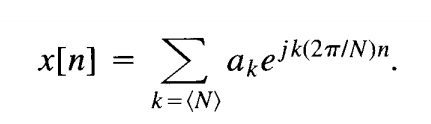 x[n] = ∑ a_k e^{jk(2π/N)n}.
k=⟨N⟩